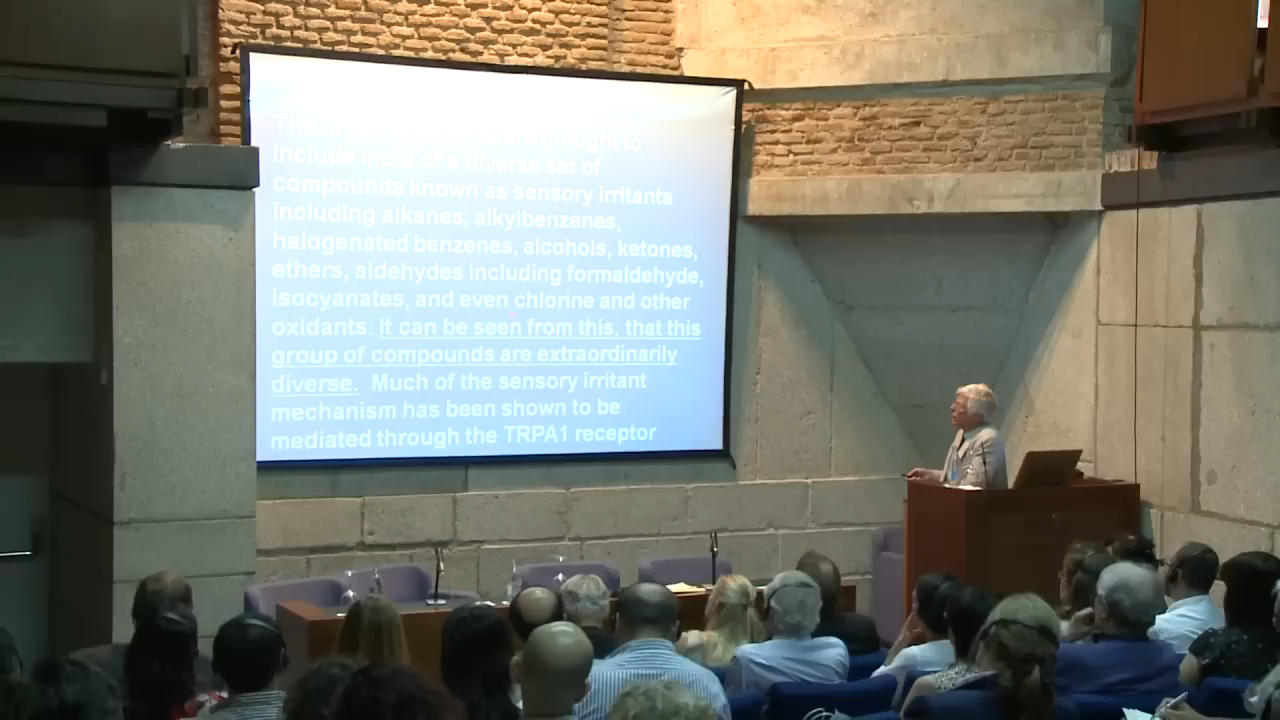 thought to
include most of a diverse set of
compounds known as sensory irritants
including alkanes, alkylbenzenes,
halogenated benzenes, alcohols, ketones,
ethers, aldehydes including formaldehyde,
isocyanates, and even chlorine and other
oxidants. It can be seen from this, that this
group of compounds are extraordinarily
diverse. Much of the sensory irritant
mechanism has been shown to be
mediated through the TRPA1 receptor